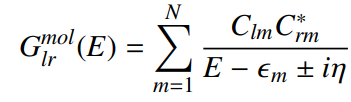 G_{lr}^{mol}(E) = \sum_{m=1}^{N} \frac{C_{lm} C_{rm}^{*}}{E - \epsilon_m \pm i\eta}